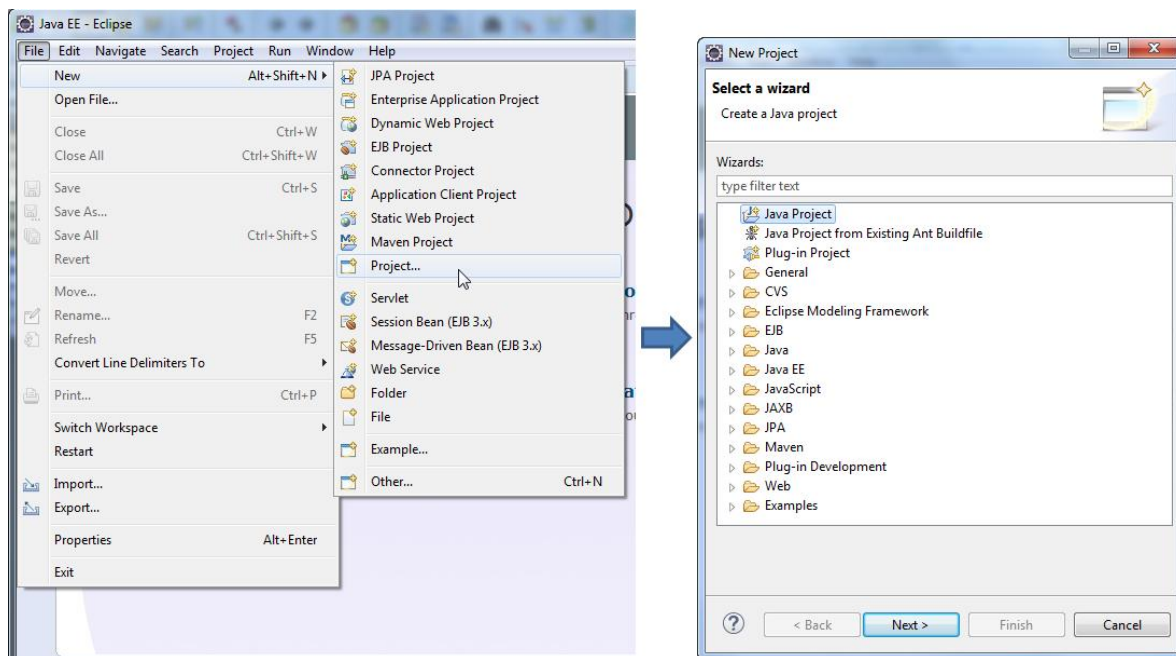 Java EE - Eclipse
File Edit Navigate Search Project Run Window Help
New Alt+Shift+N
Open File...
Close Ctrl+W
Close All Ctrl+Shift+W
Save Ctrl+S
Save As...
Save All Ctrl+Shift+S
Revert
Move...
Rename... F2
Refresh F5
Convert Line Delimiters To
Print... Ctrl+P
Switch Workspace
Restart
Import...
Export...
Properties Alt+Enter
Exit
JPA Project
Enterprise Application Project
Dynamic Web Project
EJB Project
Connector Project
Application Client Project
Static Web Project
Maven Project
Project...
Servlet
Session Bean (EJB 3.x)
Message-Driven Bean (EJB 3.x)
Web Service
Folder
File
Example...
Other... Ctrl+N
New Project
Select a wizard
Create a Java project
Wizards:
type filter text
Java Project
Java Project from Existing Ant Buildfile
Plug-in Project
General
CVS
Eclipse Modeling Framework
EJB
Java
Java EE
JavaScript
JAXB
JPA
Maven
Plug-in Development
Web
Examples
< Back Next > Finish Cancel